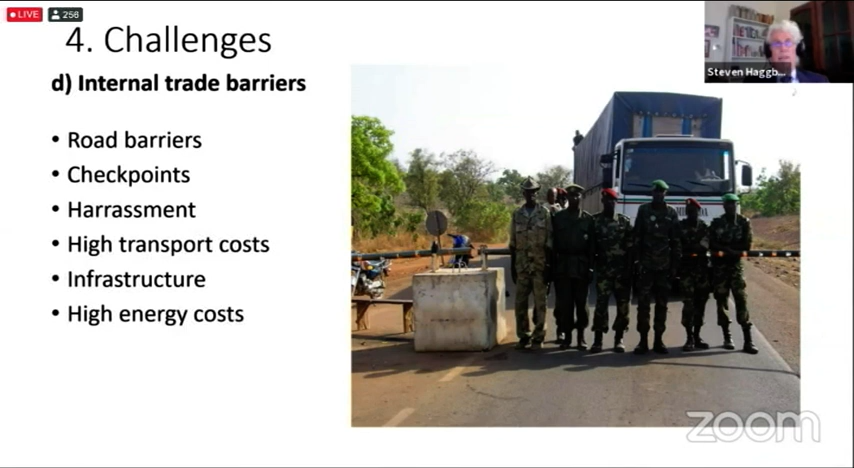 LIVE
256
4. Challenges
Steven Haggb...
d) Internal trade barriers
• Road barriers
• Checkpoints
• Harrassment
• High transport costs
• Infrastructure
• High energy costs
zoom